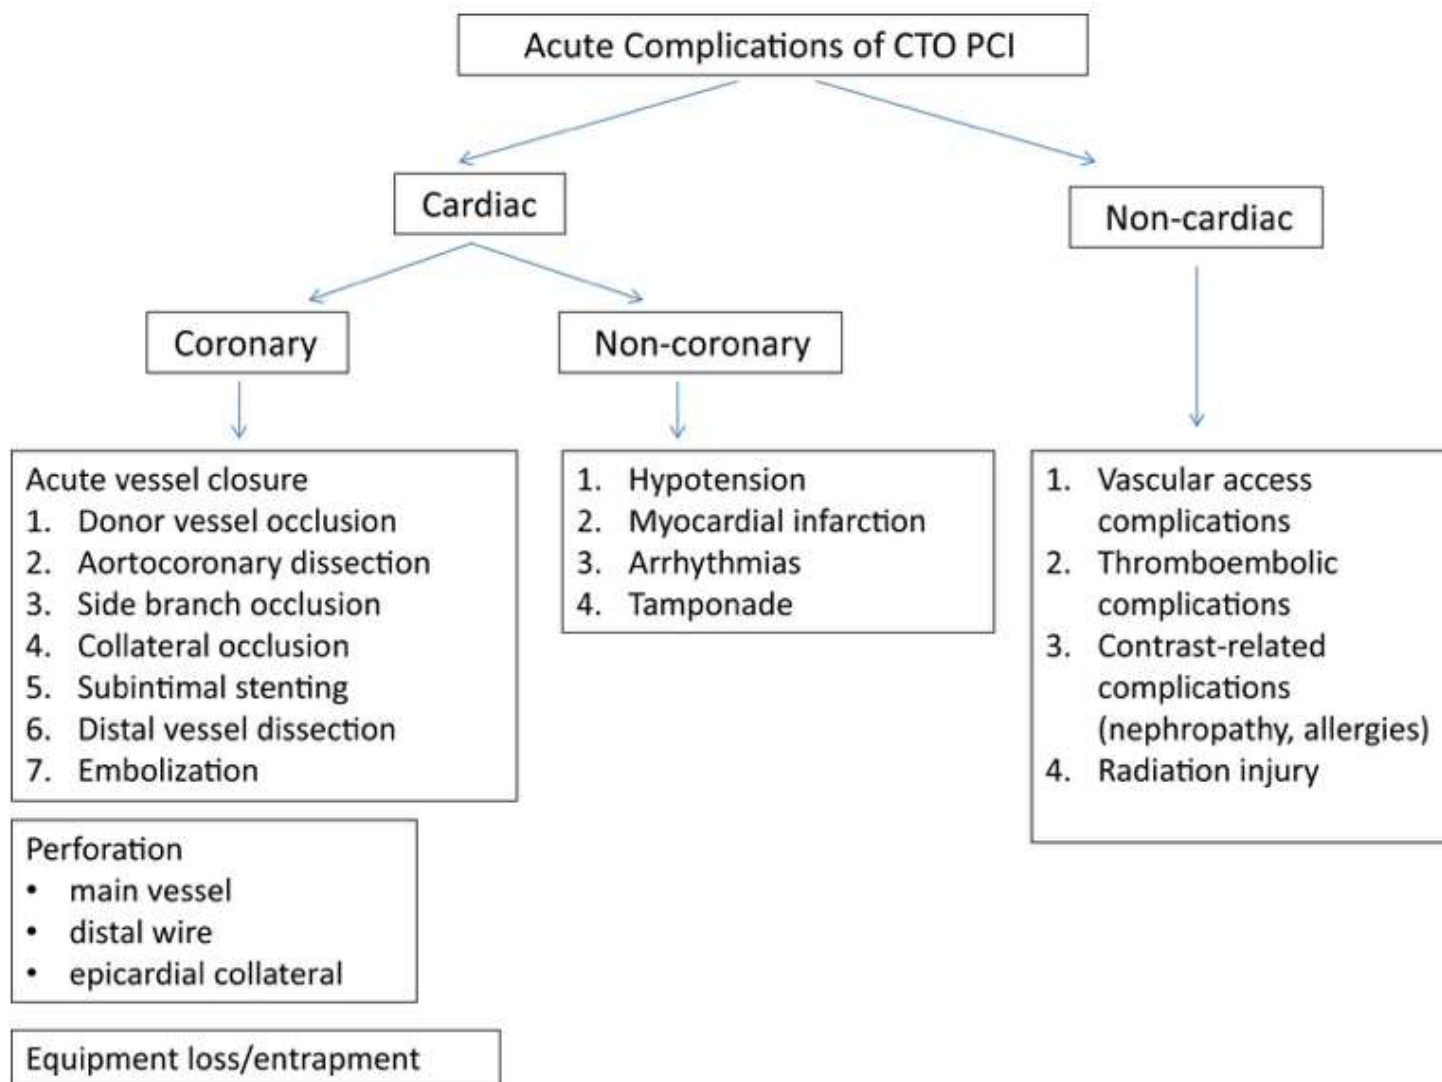 Acute Complications of CTO PCI
Cardiac
Non-cardiac
Coronary
Non-coronary
Acute vessel closure
1. Donor vessel occlusion
2. Aortocoronary dissection
3. Side branch occlusion
4. Collateral occlusion
5. Subintimal stenting
6. Distal vessel dissection
7. Embolization
Perforation
• main vessel
• distal wire
• epicardial collateral
Equipment loss/entrapment
1. Hypotension
2. Myocardial infarction
3. Arrhythmias
4. Tamponade
1. Vascular access
complications
2. Thromboembolic
complications
3. Contrast-related
complications
(nephropathy, allergies)
4. Radiation injury